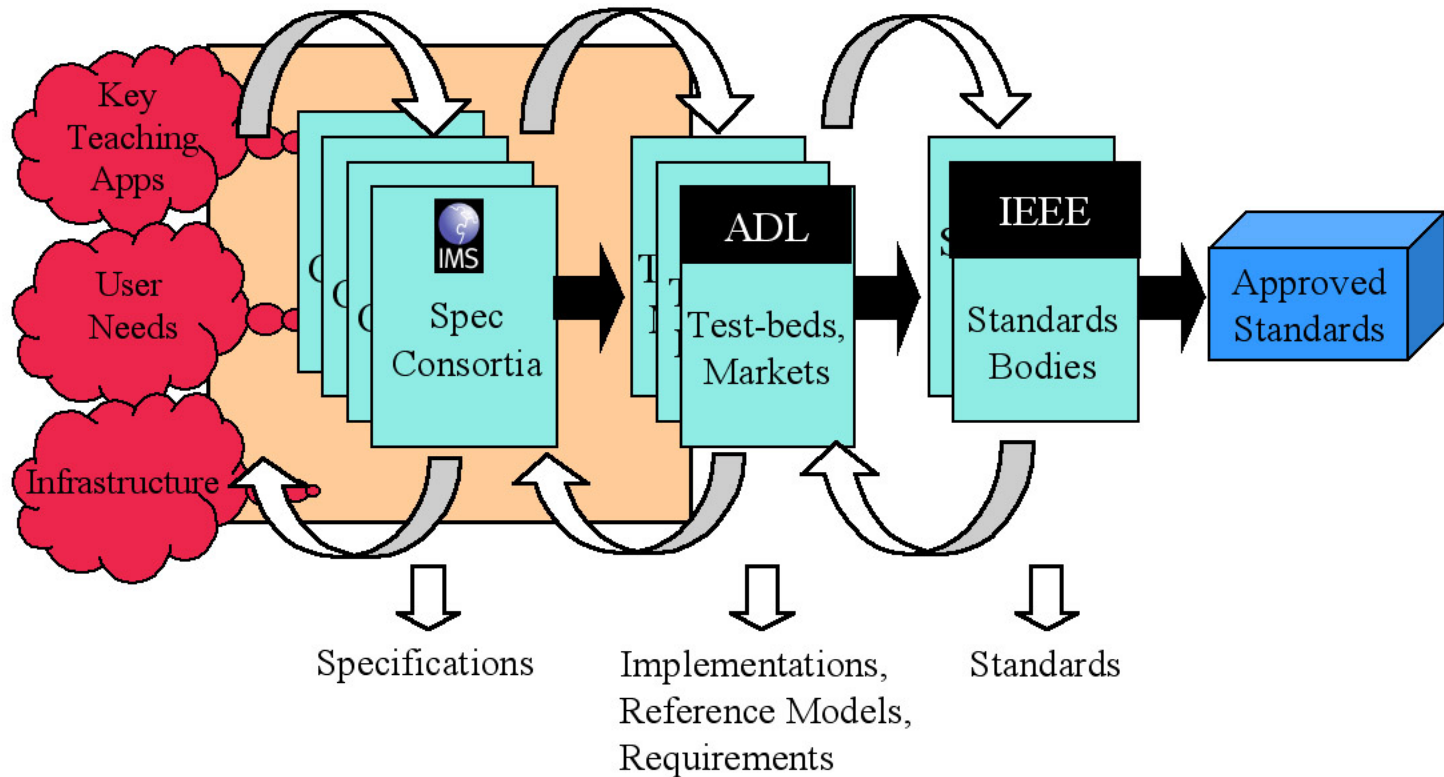 Key
Teaching
Apps
User
Needs
Infrastructure
IMS
Spec
Consortia
ADL
Test-beds,
Markets
IEEE
Standards
Bodies
Approved
Standards
Specifications
Implementations,
Reference Models,
Requirements
Standards